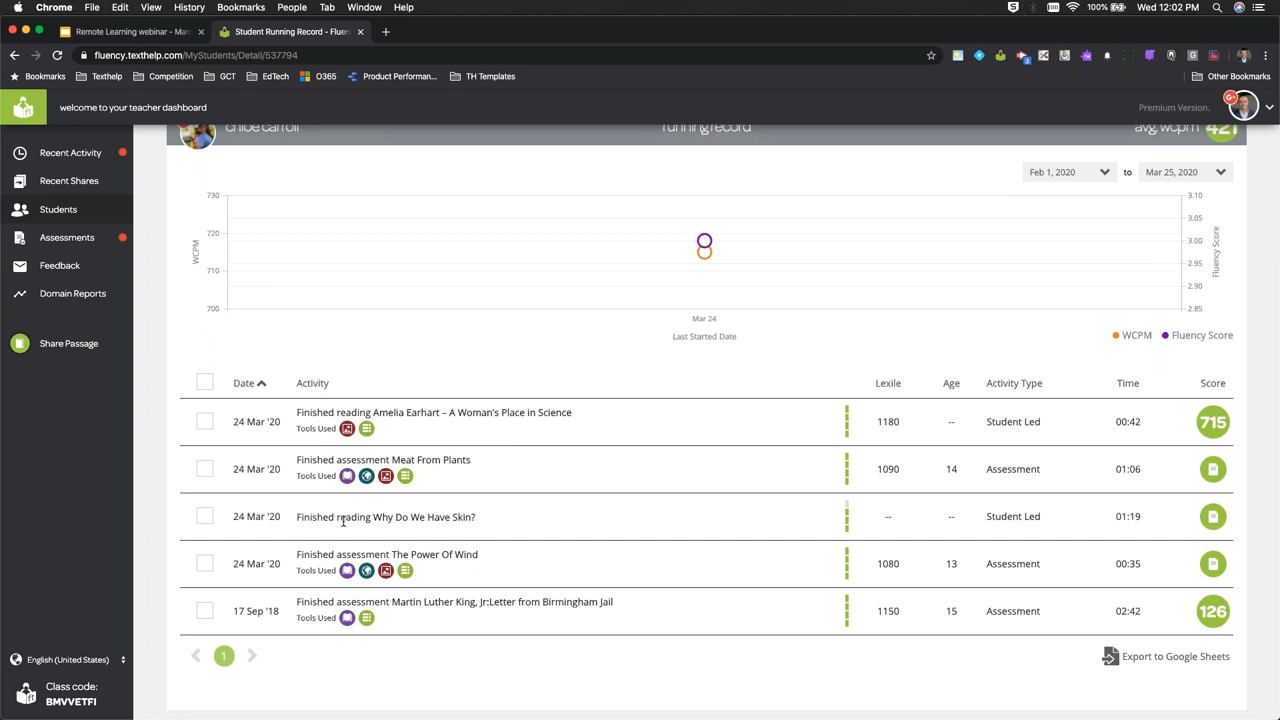 Chrome File Edit View History Bookmarks People Tab Window Help 100% Wed 12:02 PM
Remote Learning webinar - Mar Student Running Record - Fluen
fluency.texthelp.com/MyStudents/Detail/537794
Bookmarks Texthelp Competition GCT EdTech O365 Product Performan... TH Templates Other Bookmarks
welcome to your teacher dashboard Premium Version.
chloe carroll running record avg. wcpm 421
Recent Activity
Recent Shares
Students
Assessments
Feedback
Domain Reports
Share Passage
Feb 1, 2020 to Mar 25, 2020
730 3.10
3.05
720 3.00
WCPM Fluency Score
710 2.95
2.90
700 2.85
Mar 24
Last Started Date
WCPM Fluency Score
Date Activity Lexile Age Activity Type Time Score
24 Mar '20 Finished reading Amelia Earhart – A Woman's Place in Science 1180 -- Student Led 00:42 715
Tools Used
24 Mar '20 Finished assessment Meat From Plants 1090 14 Assessment 01:06
Tools Used
24 Mar '20 Finished reading Why Do We Have Skin? -- -- Student Led 01:19
24 Mar '20 Finished assessment The Power Of Wind 1080 13 Assessment 00:35
Tools Used
17 Sep '18 Finished assessment Martin Luther King, Jr:Letter from Birmingham Jail 1150 15 Assessment 02:42 126
Tools Used
1 Export to Google Sheets
English (United States)
Class code:
BMVVETFI